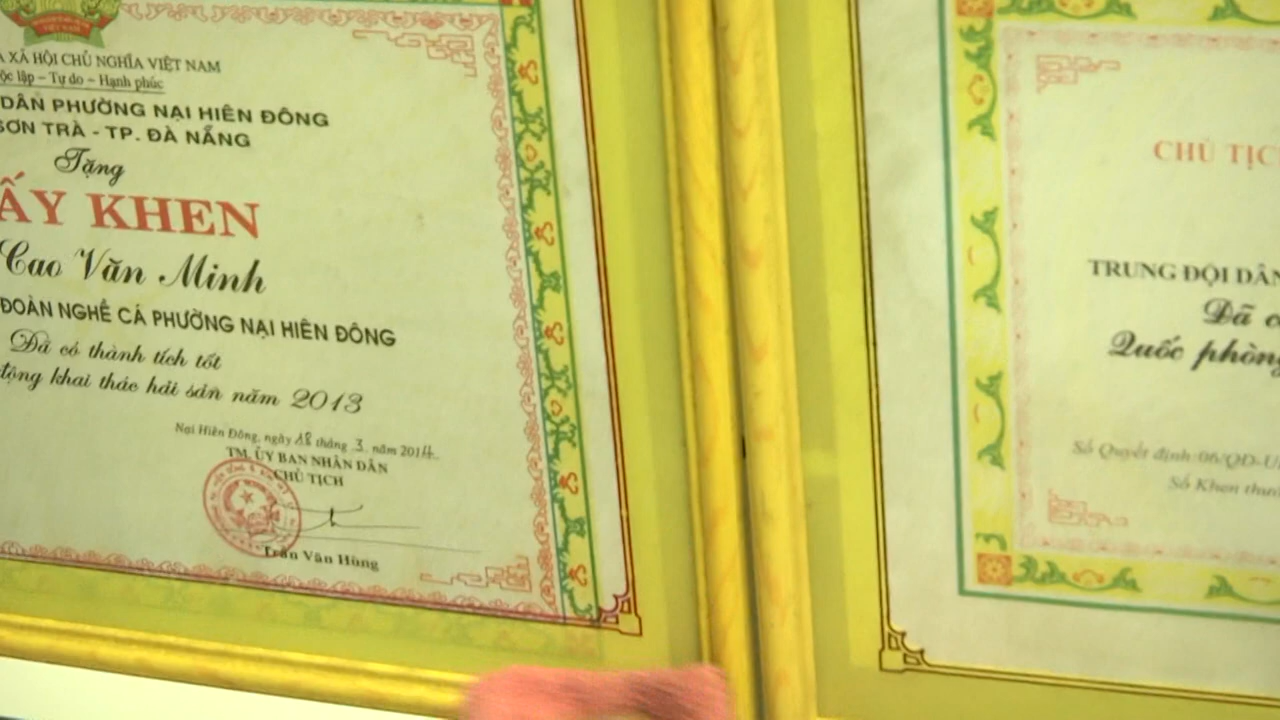 XÃ HỘI CHỦ NGHĨA VIỆT NAM
lập – Tự do – Hạnh phúc
DÂN PHƯỜNG NẠI HIÊN ĐÔNG
SƠN TRÀ - TP. ĐÀ NẴNG
Tặng
ẤY KHEN
Cao Văn Minh
ĐOÀN NGHỀ CÁ PHƯỜNG NẠI HIÊN ĐÔNG
Đã có thành tích tốt
động khai thác hải sản năm 2013
Nại Hiên Đông, ngày 18 tháng 3 năm 2014
TM. ỦY BAN NHÂN DÂN
CHỦ TỊCH
Trần Văn Hùng
CHỦ TỊC
TRUNG ĐỘI DÂN
Đã c
Quốc phòng
Số Quyết định: 06/QĐ-U
Số Khen thư